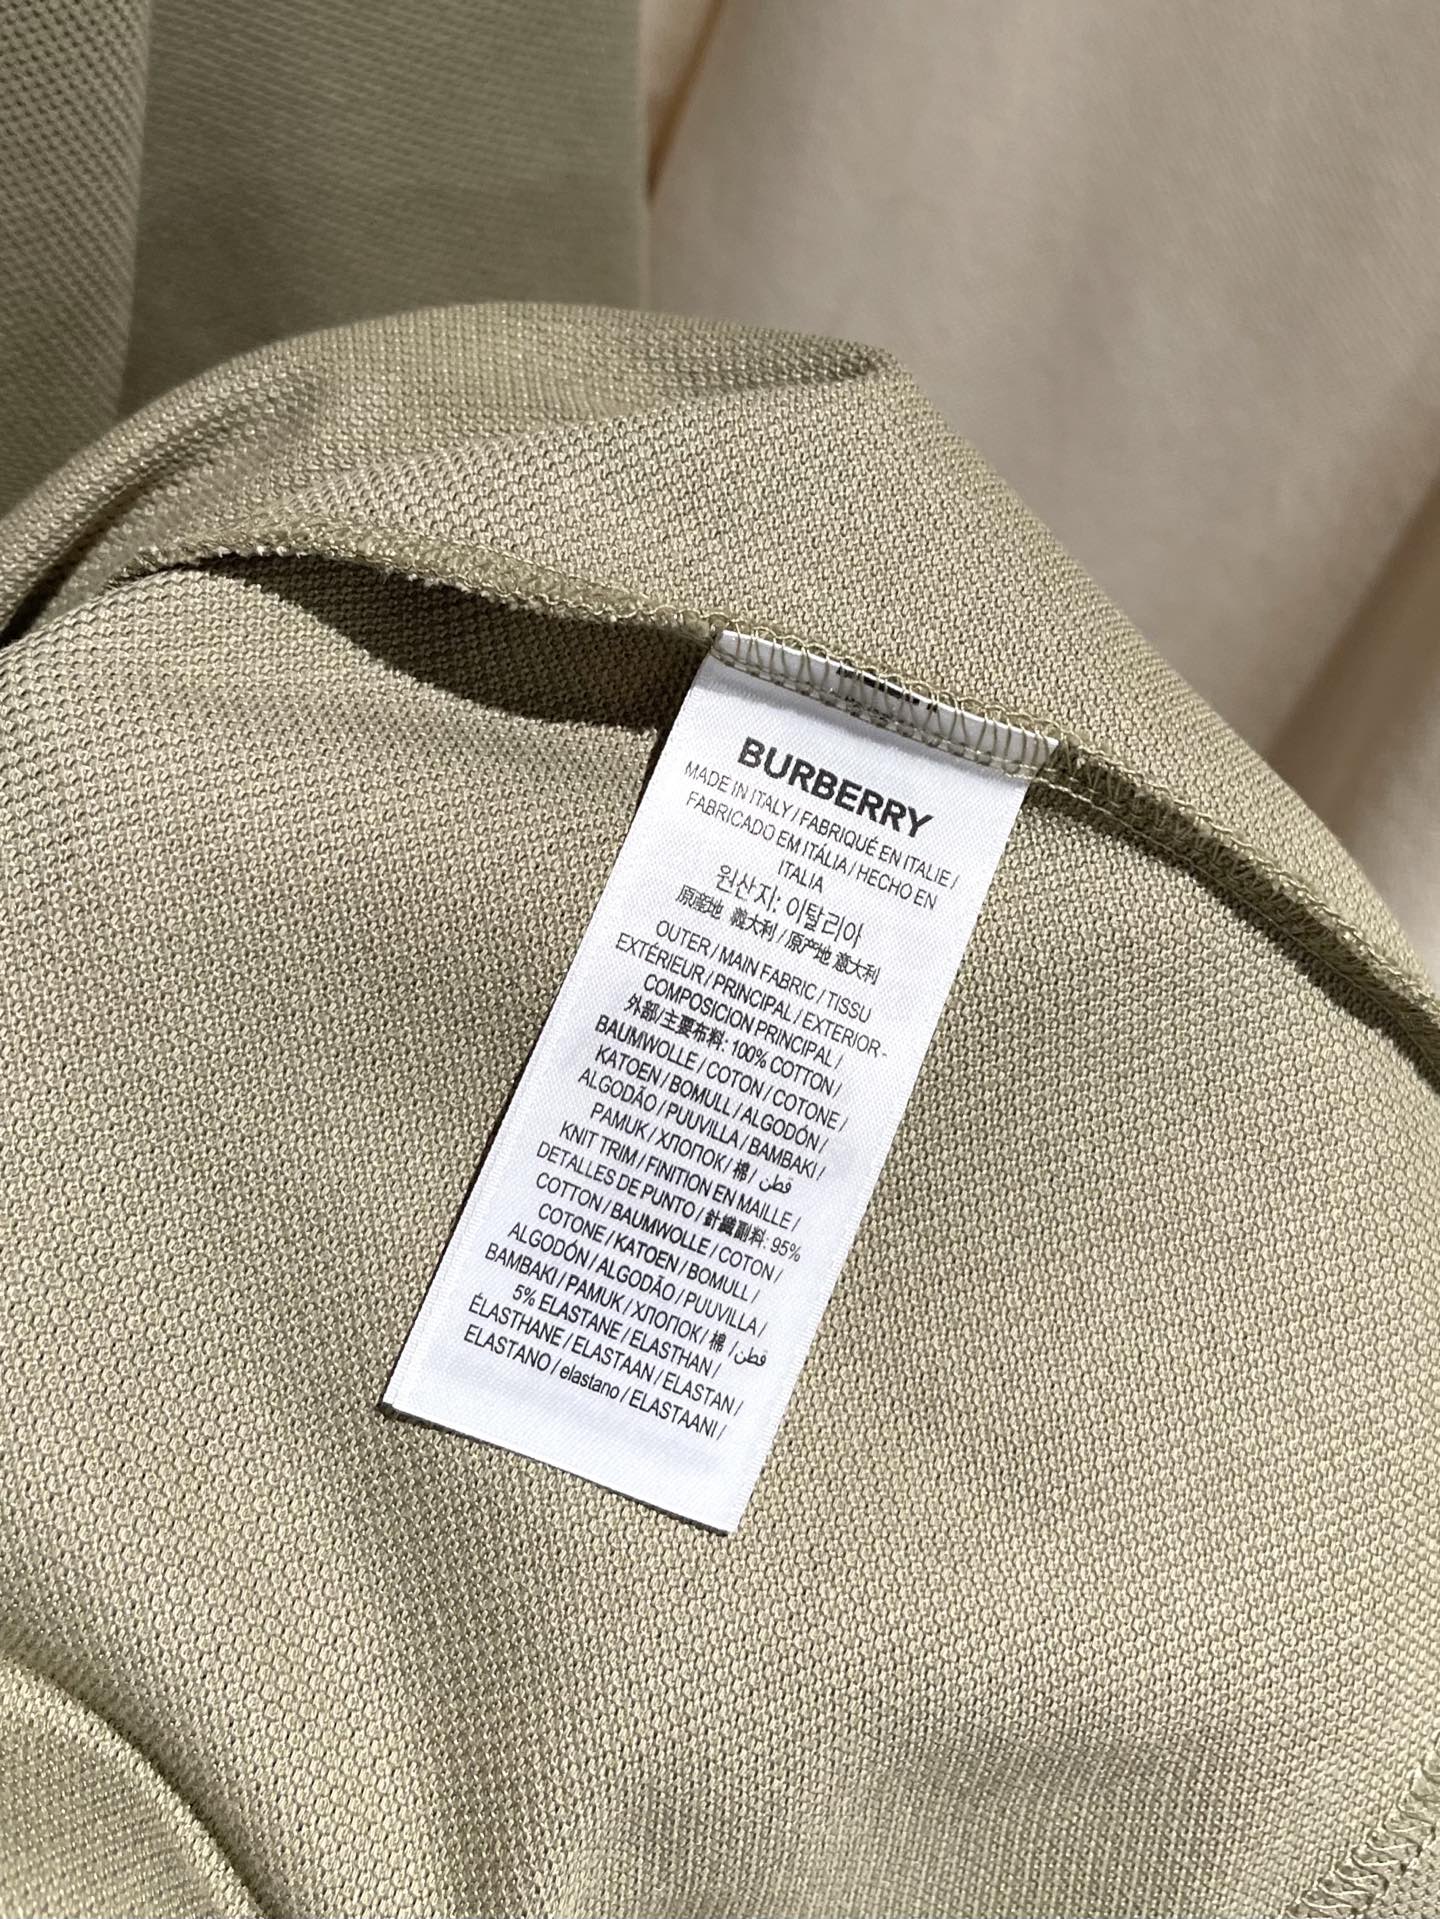 BURBERRY
MADE IN ITALY / FABRIQUÉ EN ITALIE /
FABRICADO EM ITÁLIA / HECHO EN
ITALIA
원산지: 이탈리아
原產地 義大利 / 原产地 意大利
OUTER / MAIN FABRIC / TISSU
EXTÉRIEUR / PRINCIPAL / EXTERIOR -
COMPOSICION PRINCIPAL /
外部/主要布料: 100% COTTON /
BAUMWOLLE / COTON / COTONE /
KATOEN / BOMULL / ALGODÓN /
ALGODÃO / PUUVILLA / BAMBAKI /
PAMUK / ХЛОПОК / 棉 / قطن
KNIT TRIM / FINITION EN MAILLE /
DETALLES DE PUNTO / 針織副料: 95%
COTTON / BAUMWOLLE / COTON /
COTONE / KATOEN / BOMULL /
ALGODÓN / ALGODÃO / PUUVILLA /
BAMBAKI / PAMUK / ХЛОПОК / 棉 / قطن
5% ELASTANE / ELASTHAN /
ÉLASTHANE / ELASTAAN / ELASTAN /
ELASTANO / elastano / ELASTAANI /